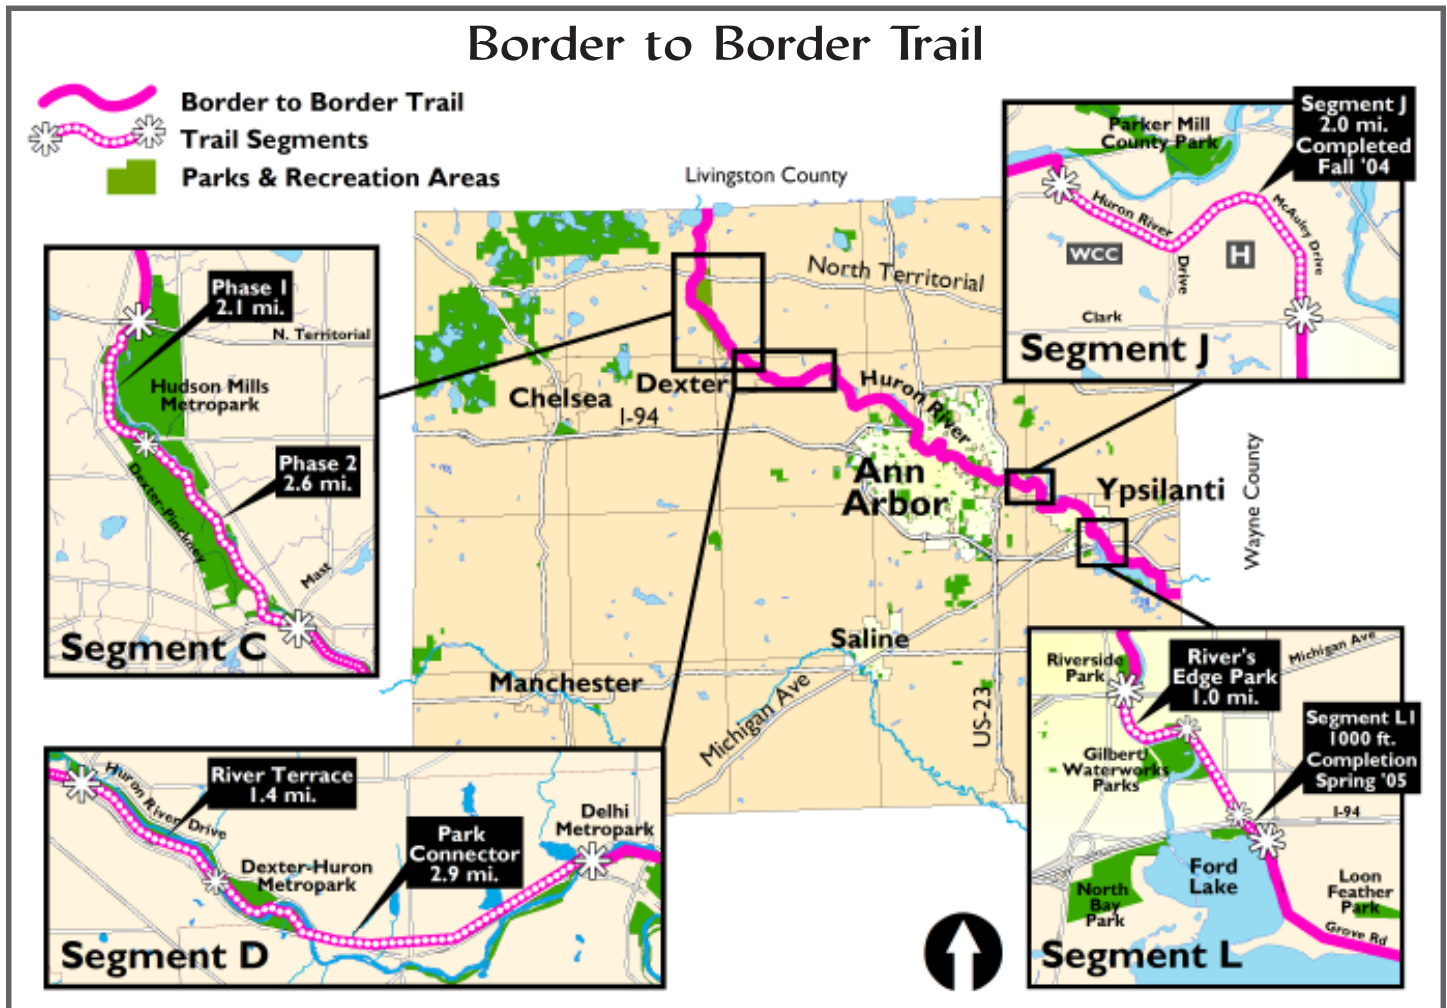 Border to Border Trail
Border to Border Trail
Trail Segments
Parks & Recreation Areas
Livingston County
North Territorial
Chelsea
Dexter
I-94
Huron River
Ann
Arbor
Ypsilanti
Wayne County
Saline
Manchester
Michigan Ave
US-23
Segment J
2.0 mi.
Completed
Fall '04
Parker Mill
County Park
Huron River
Drive
McAuley Drive
WCC
H
Clark
Segment J
Phase 1
2.1 mi.
N. Territorial
Hudson Mills
Metropark
Phase 2
2.6 mi.
Dexter-Pinckney
Mast
Segment C
Huron River Drive
River Terrace
1.4 mi.
Dexter-Huron
Metropark
Park
Connector
2.9 mi.
Delhi
Metropark
Segment D
Riverside
Park
River's
Edge Park
1.0 mi.
Michigan Ave
Segment L1
1000 ft.
Completion
Spring '05
Gilbert/
Waterworks
Parks
I-94
Ford
Lake
North
Bay
Park
Loon
Feather
Park
Grove Rd
Segment L